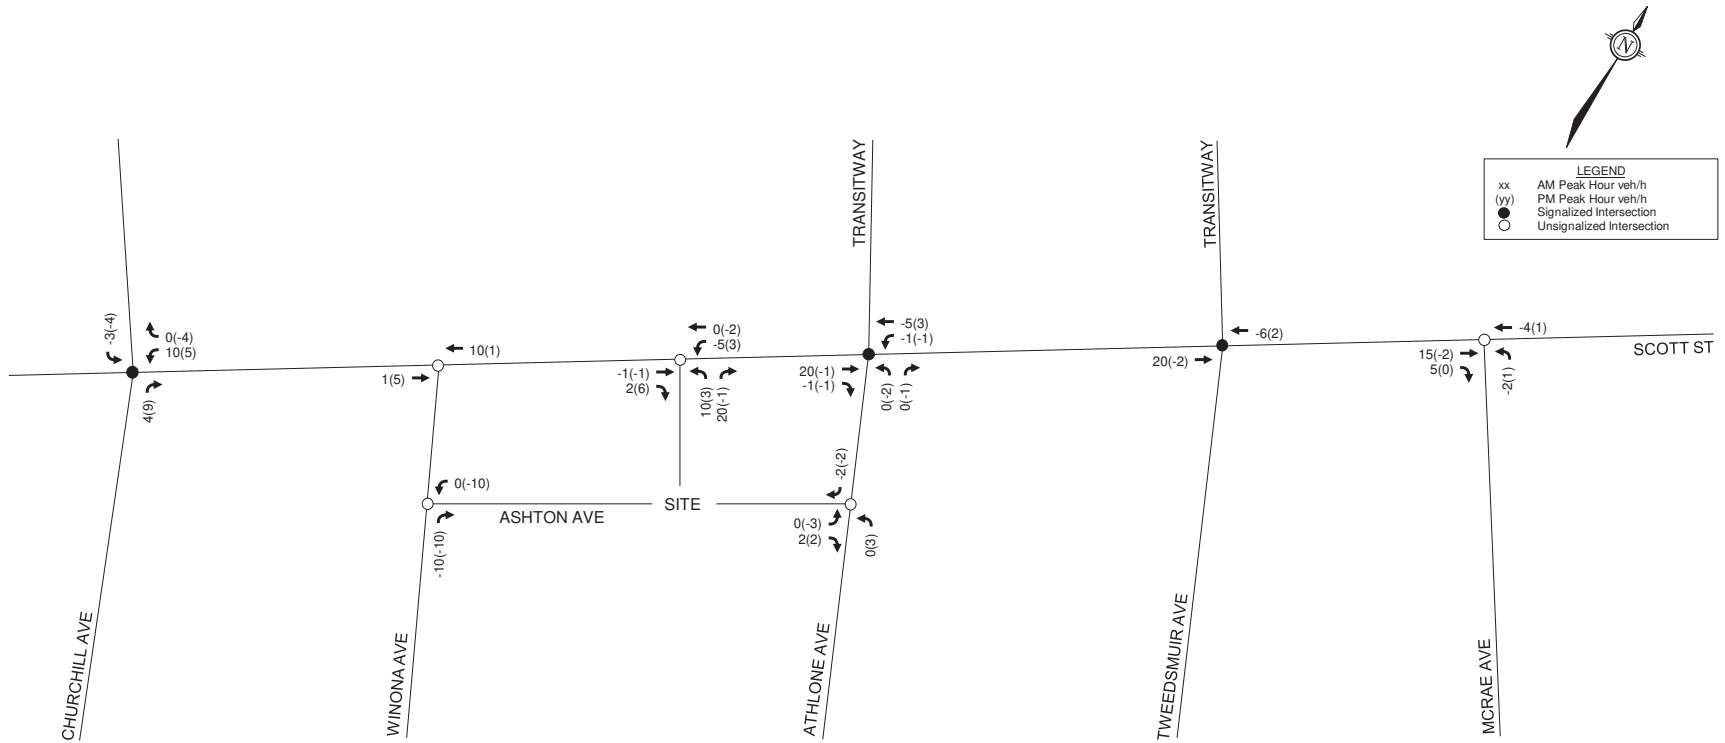 N
TRANSITWAY
TRANSITWAY
LEGEND
xx AM Peak Hour veh/h
(yy) PM Peak Hour veh/h
Signalized Intersection
Unsignalized Intersection
-3(-4)
0(-4)
10(5)
4(9)
10(1)
1(5)
0(-2)
-5(3)
-1(-1)
2(6)
10(3)
20(-1)
-5(3)
-1(-1)
20(-1)
-1(-1)
0(-2)
0(-1)
-6(2)
20(-2)
-4(1)
15(-2)
5(0)
-2(1)
SCOTT ST
0(-10)
-10(-10)
ASHTON AVE
SITE
-2(-2)
0(-3)
2(2)
0(3)
CHURCHILL AVE
WINONA AVE
ATHLONE AVE
TWEEDSMUIR AVE
MCRAE AVE